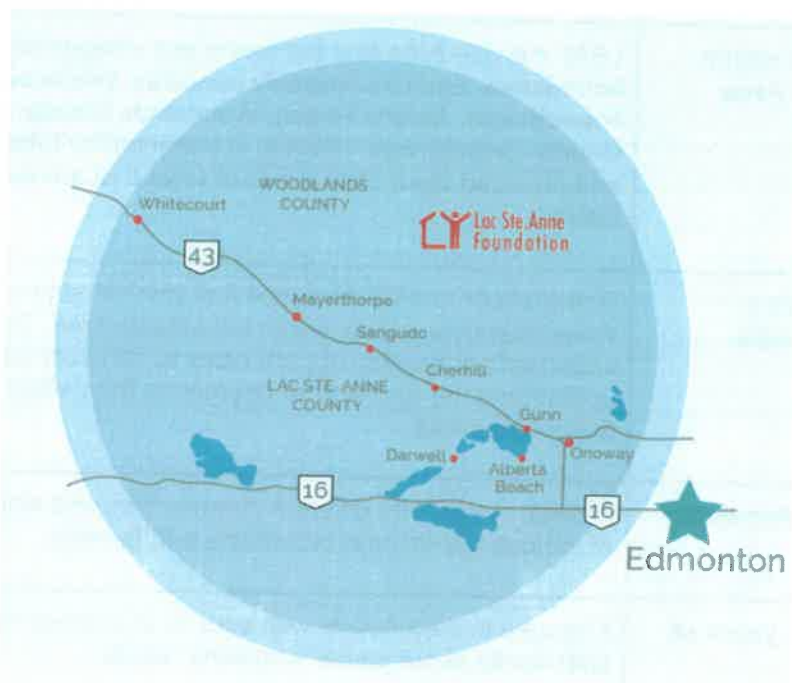 WOODLANDS
COUNTY
Whitecourt
Lac Ste. Anne
Foundation
43
Mayerthorpe
Sangudo
Cherhill
LAC STE. ANNE
COUNTY
Gunn
Darwell
Onoway
Alberta
Beach
16
16
Edmonton